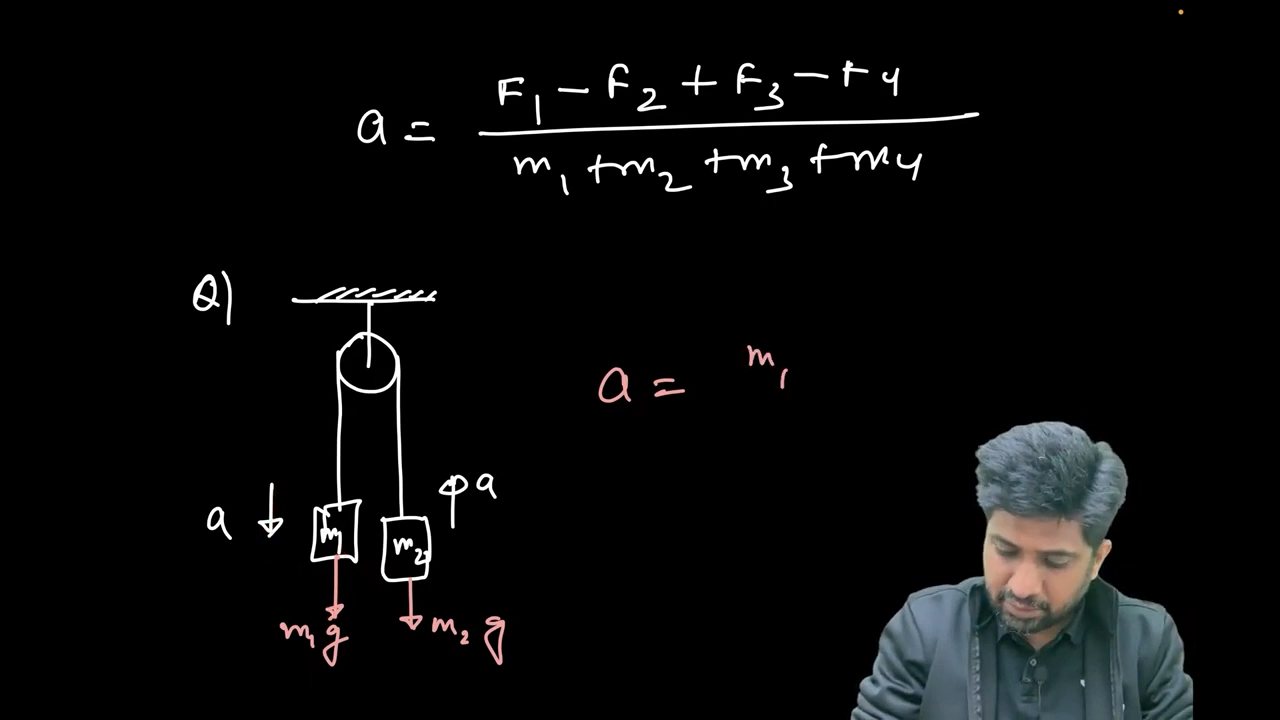 a = F₁ − F₂ + F₃ − F₄ / m₁ + m₂ + m₃ + m₄
Q)
a = m₁
a
a
m₁
m₂
m₁g
m₂g